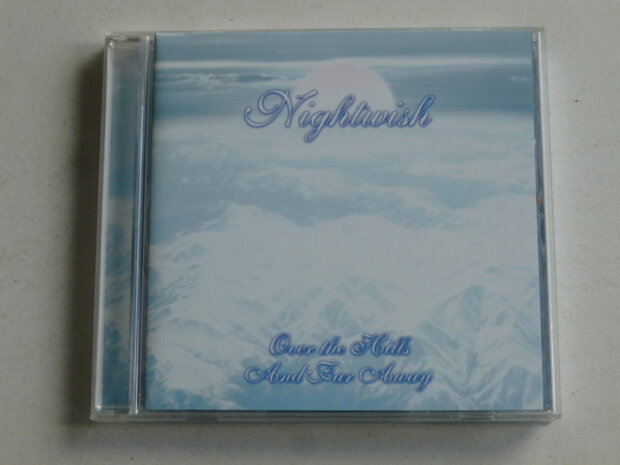 Nightwish
Over the Hills
And Far Away